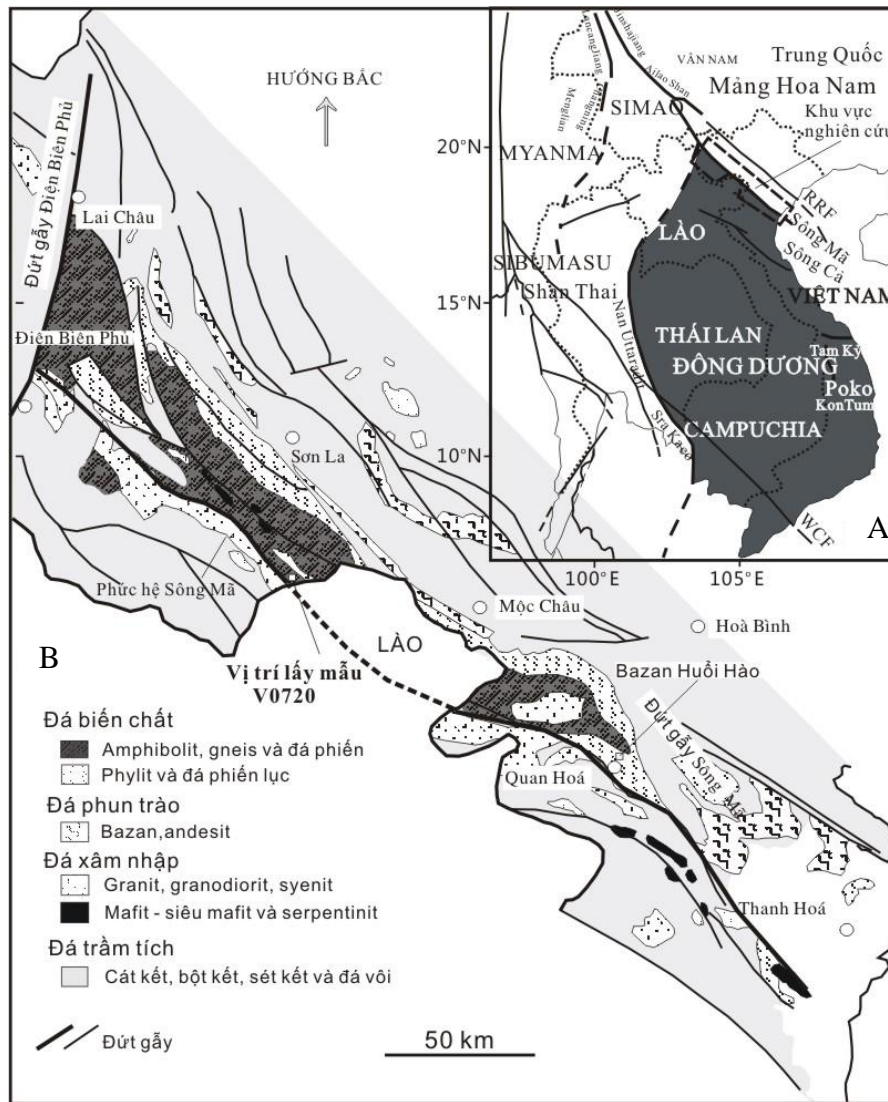 HƯỚNG BẮC
Đứt gẫy Điện Biên Phủ
Lai Châu
Điện Biên Phủ
Sơn La
Phức hệ Sông Mã
LÀO
Vị trí lấy mẫu
V0720
Mộc Châu
Hoà Bình
Bazan Huổi Hào
Đứt gẫy Sông Mã
Quan Hoá
Thanh Hoá
B
Đá biến chất
Amphibolit, gneis và đá phiến
Phylit và đá phiến lục
Đá phun trào
Bazan,andesit
Đá xâm nhập
Granit, granodiorit, syenit
Mafit - siêu mafit và serpentinit
Đá trầm tích
Cát kết, bột kết, sét kết và đá vôi
Đứt gẫy
50 km
LancangJiang
Jinshajiang
Ailao Shan
VÂN NAM
Trung Quốc
Mảng Hoa Nam
Khu vực
nghiên cứu
Changning
Menglian
SIMAO
MYANMA
20°N
15°N
10°N
RRF
Sông Mã
Sông Cả
LÀO
SIBUMASU
Shan Thai
VIỆT NAM
Nan Uttaradit
THÁI LAN
ĐÔNG DƯƠNG
Tam Kỳ
Poko
KonTum
Sra Kaeo
CAMPUCHIA
WCF
A
100°E
105°E